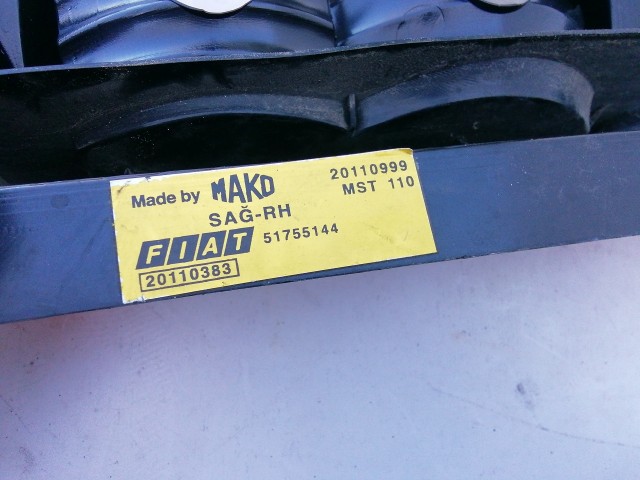 Made by MAKO 20110999
SAĞ-RH MST 110
FIAT 51755144
20110383